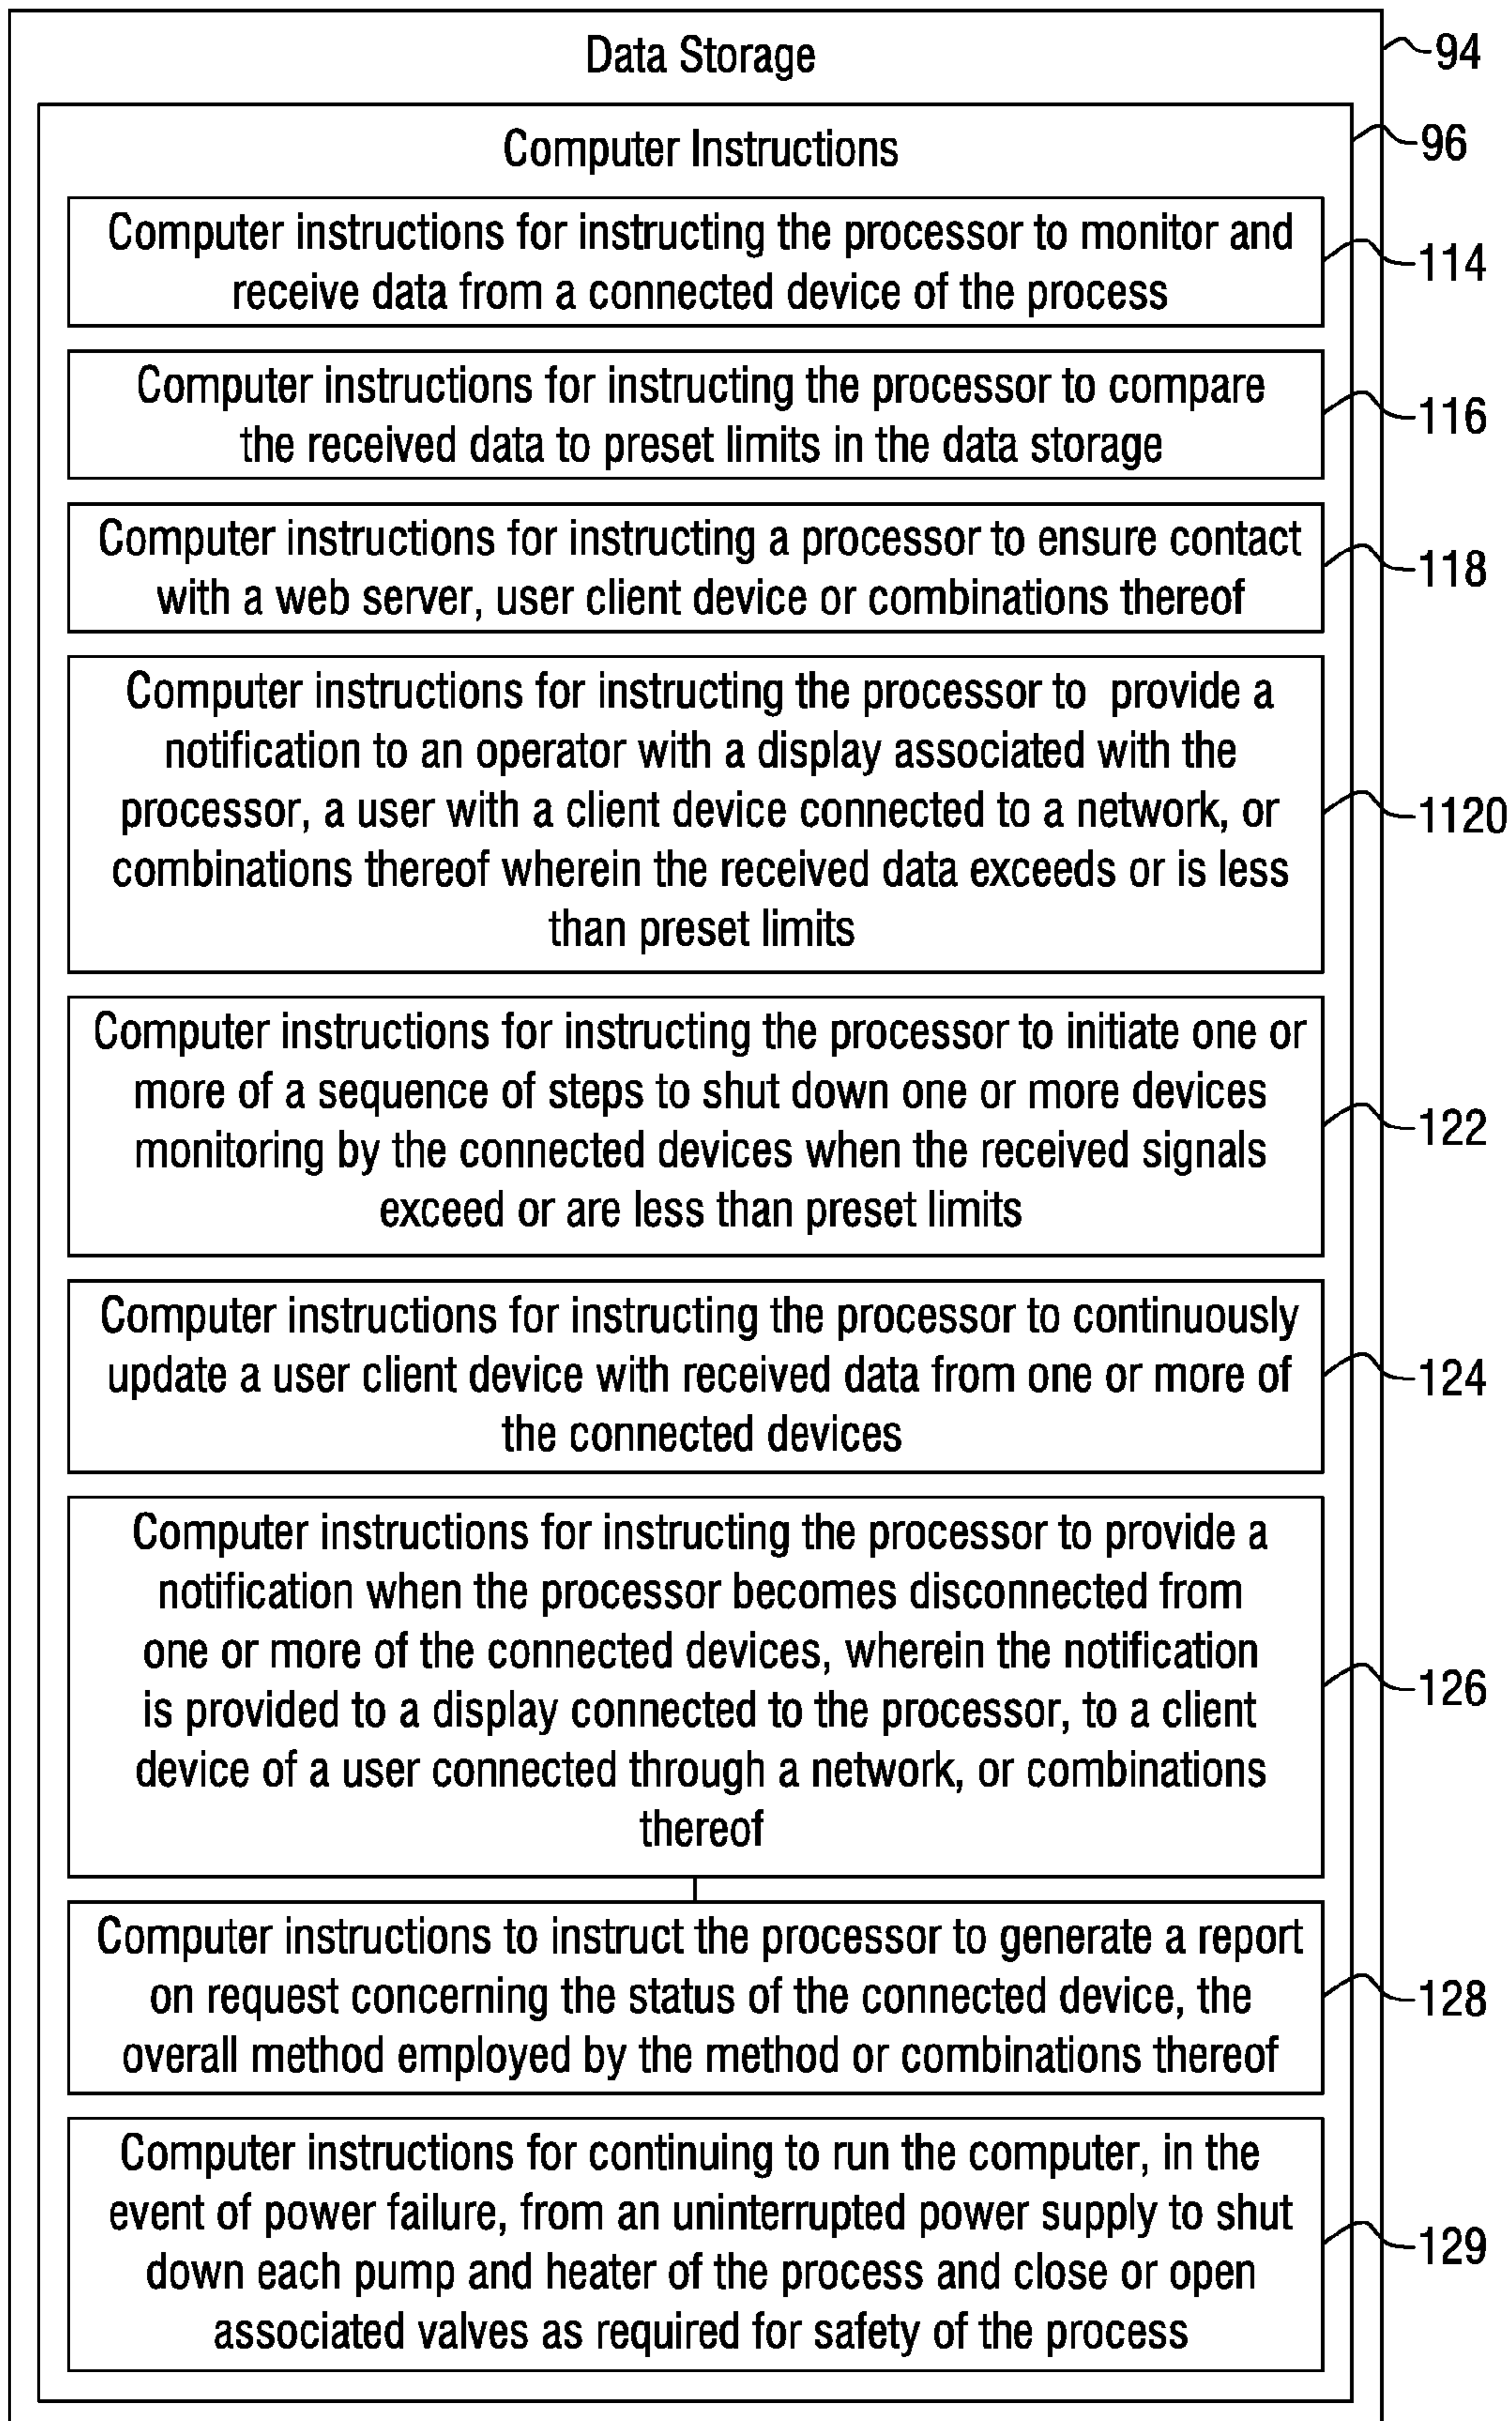 Data Storage
94
Computer Instructions
96
Computer instructions for instructing the processor to monitor and
receive data from a connected device of the process
114
Computer instructions for instructing the processor to compare
the received data to preset limits in the data storage
116
Computer instructions for instructing a processor to ensure contact
with a web server, user client device or combinations thereof
118
Computer instructions for instructing the processor to provide a
notification to an operator with a display associated with the
processor, a user with a client device connected to a network, or
combinations thereof wherein the received data exceeds or is less
than preset limits
1120
Computer instructions for instructing the processor to initiate one or
more of a sequence of steps to shut down one or more devices
monitoring by the connected devices when the received signals
exceed or are less than preset limits
122
Computer instructions for instructing the processor to continuously
update a user client device with received data from one or more of
the connected devices
124
Computer instructions for instructing the processor to provide a
notification when the processor becomes disconnected from
one or more of the connected devices, wherein the notification
is provided to a display connected to the processor, to a client
device of a user connected through a network, or combinations
thereof
126
Computer instructions to instruct the processor to generate a report
on request concerning the status of the connected device, the
overall method employed by the method or combinations thereof
128
Computer instructions for continuing to run the computer, in the
event of power failure, from an uninterrupted power supply to shut
down each pump and heater of the process and close or open
associated valves as required for safety of the process
129